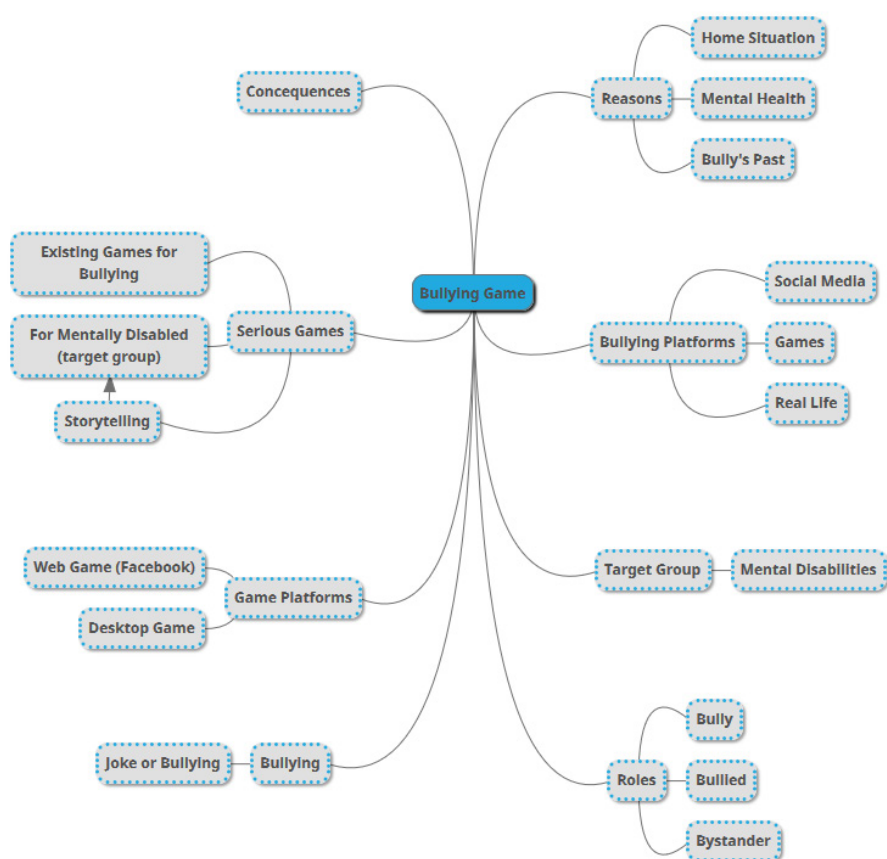 Home Situation
Concequences
Reasons
Mental Health
Bully's Past
Existing Games for
Bullying
Bullying Game
Social Media
For Mentally Disabled
(target group)
Serious Games
Bullying Platforms
Games
Storytelling
Real Life
Web Game (Facebook)
Game Platforms
Target Group
Mental Disabilities
Desktop Game
Bully
Joke or Bullying
Bullying
Roles
Bullied
Bystander